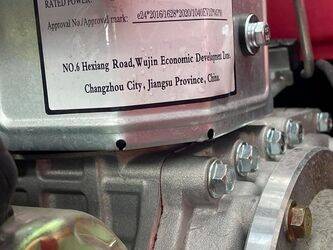 RATED POWER:
Approval No./Approval mark:
NO.6 Hexiang Road,Wujin Economic Development Zone,
Changzhou City, Jiangsu Province, China.